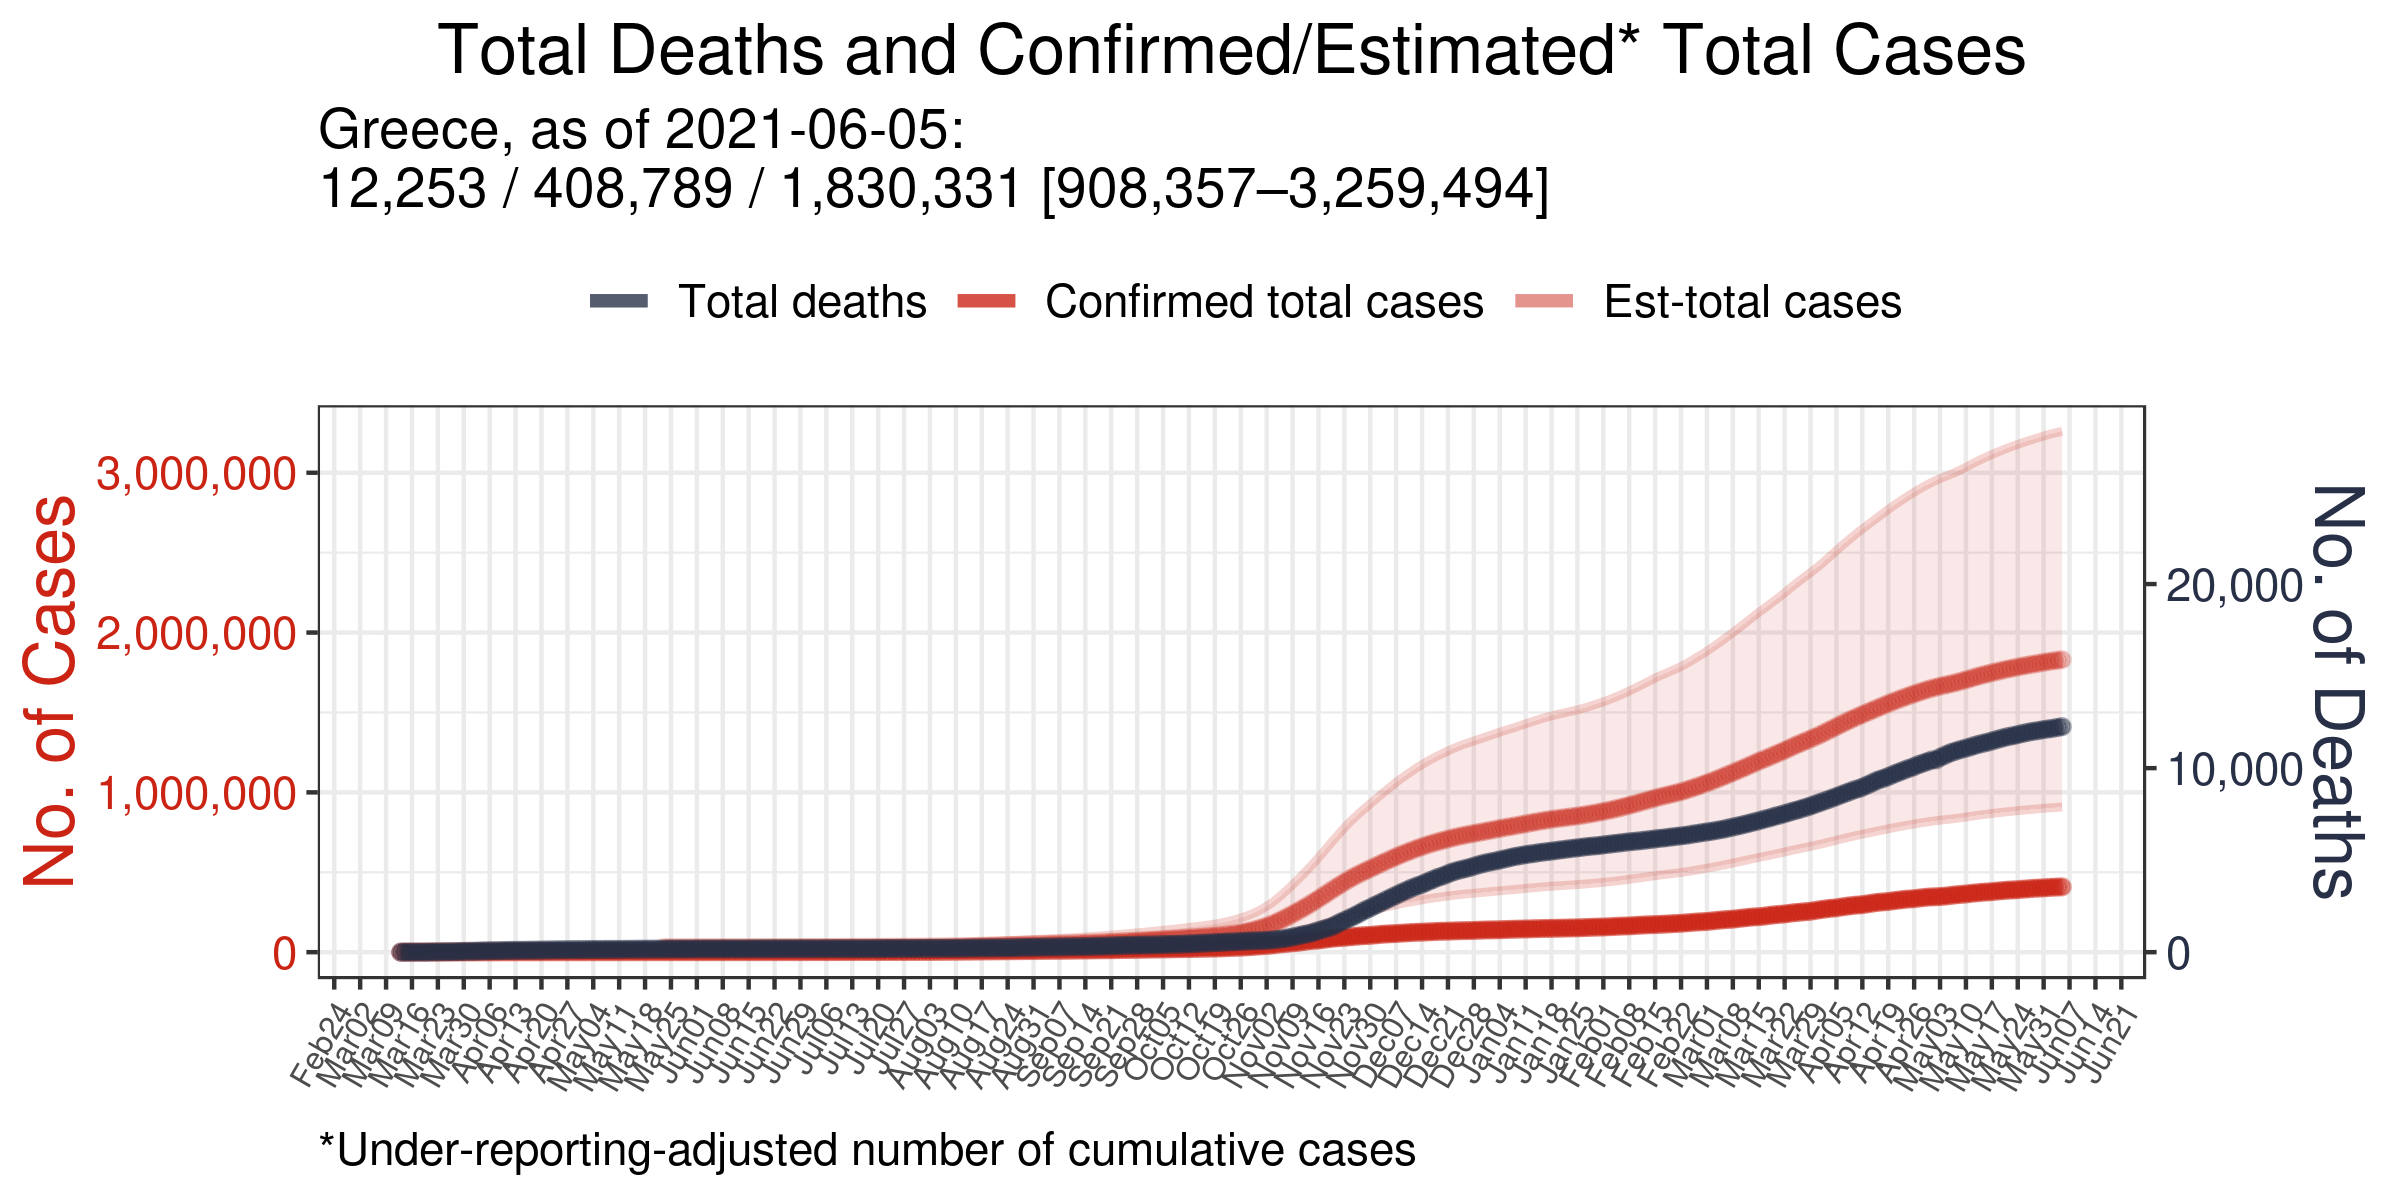 Total Deaths and Confirmed/Estimated* Total Cases
Greece, as of 2021-06-05:
12,253 / 408,789 / 1,830,331 [908,357–3,259,494]
Total deaths
Confirmed total cases
Est-total cases
No. of Cases
3,000,000
2,000,000
1,000,000
0
20,000
10,000
0
No. of Deaths
Feb24
Mar02
Mar09
Mar16
Mar23
Mar30
Apr06
Apr13
Apr20
Apr27
May04
May11
May18
May25
Jun01
Jun08
Jun15
Jun22
Jun29
Jul06
Jul13
Jul20
Jul27
Aug03
Aug10
Aug17
Aug24
Aug31
Sep07
Sep14
Sep21
Sep28
Oct05
Oct12
Oct19
Oct26
Nov02
Nov09
Nov16
Nov23
Nov30
Dec07
Dec14
Dec21
Dec28
Jan04
Jan11
Jan18
Jan25
Feb01
Feb08
Feb15
Feb22
Mar01
Mar08
Mar15
Mar22
Mar29
Apr05
Apr12
Apr19
Apr26
May03
May10
May17
May24
May31
Jun07
Jun14
Jun21
*Under-reporting-adjusted number of cumulative cases